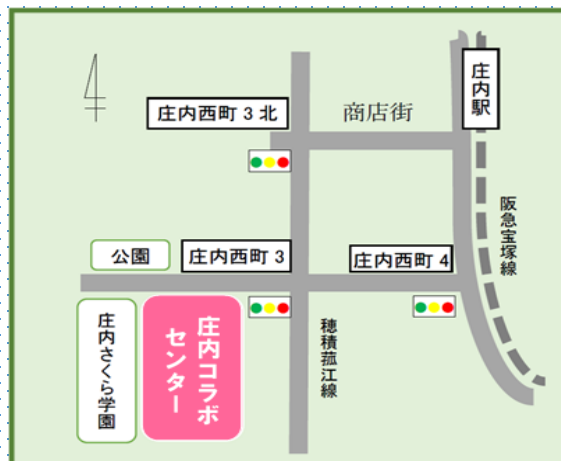 庄内駅
庄内西町3北
商店街
阪急宝塚線
公園
庄内西町3
庄内西町4
庄内さくら学園
庄内コラボ
センター
穂積菰江線